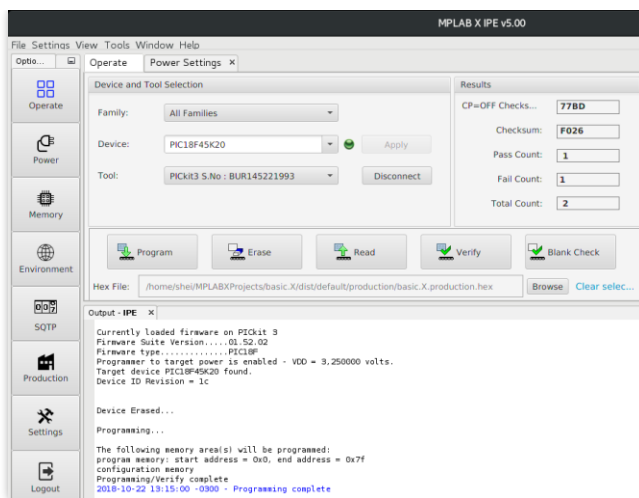 MPLAB X IPE v5.00
File Settings View Tools Window Help
Optio...
Operate
Power
Memory
Environment
SQTP
Production
Settings
Logout
Operate Power Settings ×
Device and Tool Selection
Family: All Families
Device: PIC18F45K20 Apply
Tool: PICkit3 S.No : BUR145221993 Disconnect
Results
CP=OFF Checks... 77BD
Checksum: F026
Pass Count: 1
Fail Count: 1
Total Count: 2
Program Erase Read Verify Blank Check
Hex File: /home/shei/MPLABXProjects/basic.X/dist/default/production/basic.X.production.hex Browse Clear selec...
Output - IPE ×
Currently loaded firmware on PICkit 3
Firmware Suite Version.....01.52.02
Firmware type..............PIC18F
Programmer to target power is enabled - VDD = 3,250000 volts.
Target device PIC18F45K20 found.
Device ID Revision = 1c
Device Erased...
Programming...
The following memory area(s) will be programmed:
program memory: start address = 0x0, end address = 0x7f
configuration memory
Programming/Verify complete
2018-10-22 13:15:00 -0300 - Programming complete